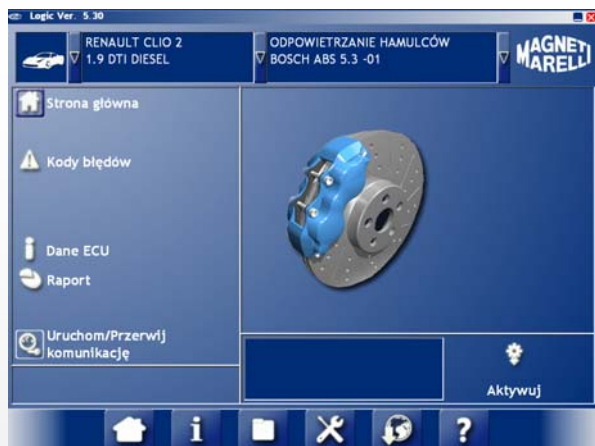 Logic Ver. 5.30
RENAULT CLIO 2
1.9 DTI DIESEL
ODPOWIETRZANIE HAMULCÓW
BOSCH ABS 5.3 -01
MAGNETI
MARELLI
Strona główna
Kody błędów
Dane ECU
Raport
Uruchom/Przerwij
komunikację
Aktywuj